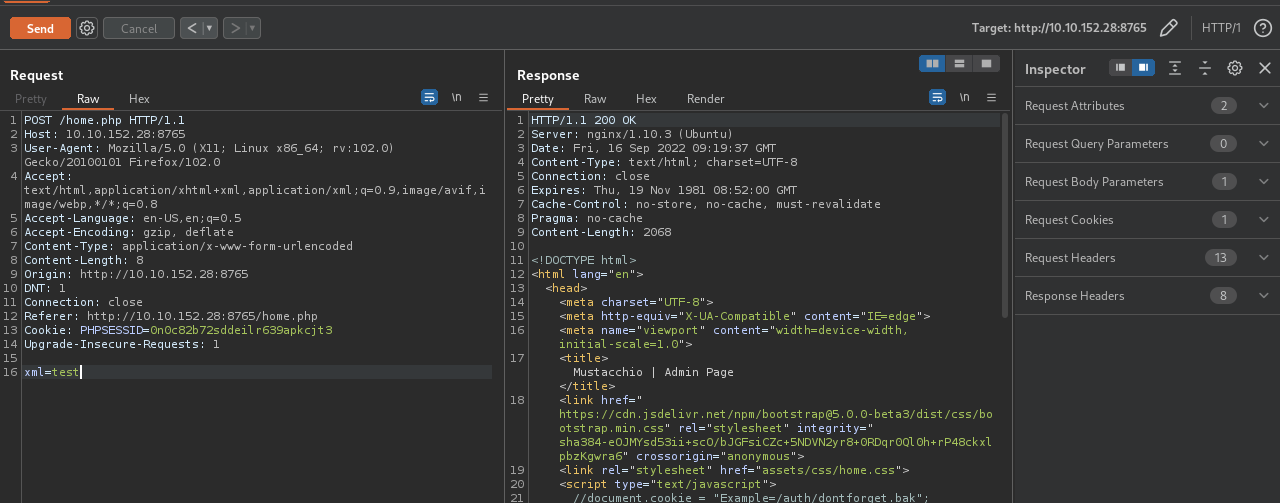 Send
Cancel
<
>
Target: http://10.10.152.28:8765
HTTP/1
?
Request
Pretty
Raw
Hex
\n
1 POST /home.php HTTP/1.1
2 Host: 10.10.152.28:8765
3 User-Agent: Mozilla/5.0 (X11; Linux x86_64; rv:102.0)
Gecko/20100101 Firefox/102.0
4 Accept:
text/html,application/xhtml+xml,application/xml;q=0.9,image/avif,i
mage/webp,*/*;q=0.8
5 Accept-Language: en-US,en;q=0.5
6 Accept-Encoding: gzip, deflate
7 Content-Type: application/x-www-form-urlencoded
8 Content-Length: 8
9 Origin: http://10.10.152.28:8765
10 DNT: 1
11 Connection: close
12 Referer: http://10.10.152.28:8765/home.php
13 Cookie: PHPSESSID=0n0c82b72sddeilr639apkcjt3
14 Upgrade-Insecure-Requests: 1
15
16 xml=test
Response
Pretty
Raw
Hex
Render
\n
1 HTTP/1.1 200 OK
2 Server: nginx/1.10.3 (Ubuntu)
3 Date: Fri, 16 Sep 2022 09:19:37 GMT
4 Content-Type: text/html; charset=UTF-8
5 Connection: close
6 Expires: Thu, 19 Nov 1981 08:52:00 GMT
7 Cache-Control: no-store, no-cache, must-revalidate
8 Pragma: no-cache
9 Content-Length: 2068
10
11 <!DOCTYPE html>
12 <html lang="en">
13 <head>
14 <meta charset="UTF-8">
15 <meta http-equiv="X-UA-Compatible" content="IE=edge">
16 <meta name="viewport" content="width=device-width,
initial-scale=1.0">
17 <title>
Mustacchio | Admin Page
</title>
18 <link href="
https://cdn.jsdelivr.net/npm/bootstrap@5.0.0-beta3/dist/css/bo
otstrap.min.css" rel="stylesheet" integrity="
sha384-eOJMYsd53ii+scO/bJGFsiCZc+5NDVN2yr8+0RDqr0Ql0h+rP48ckxl
pbzKgwra6" crossorigin="anonymous">
19 <link rel="stylesheet" href="assets/css/home.css">
20 <script type="text/javascript">
21 //document.cookie = "Example=/auth/dontforget.bak";
Inspector
Request Attributes 2
Request Query Parameters 0
Request Body Parameters 1
Request Cookies 1
Request Headers 13
Response Headers 8